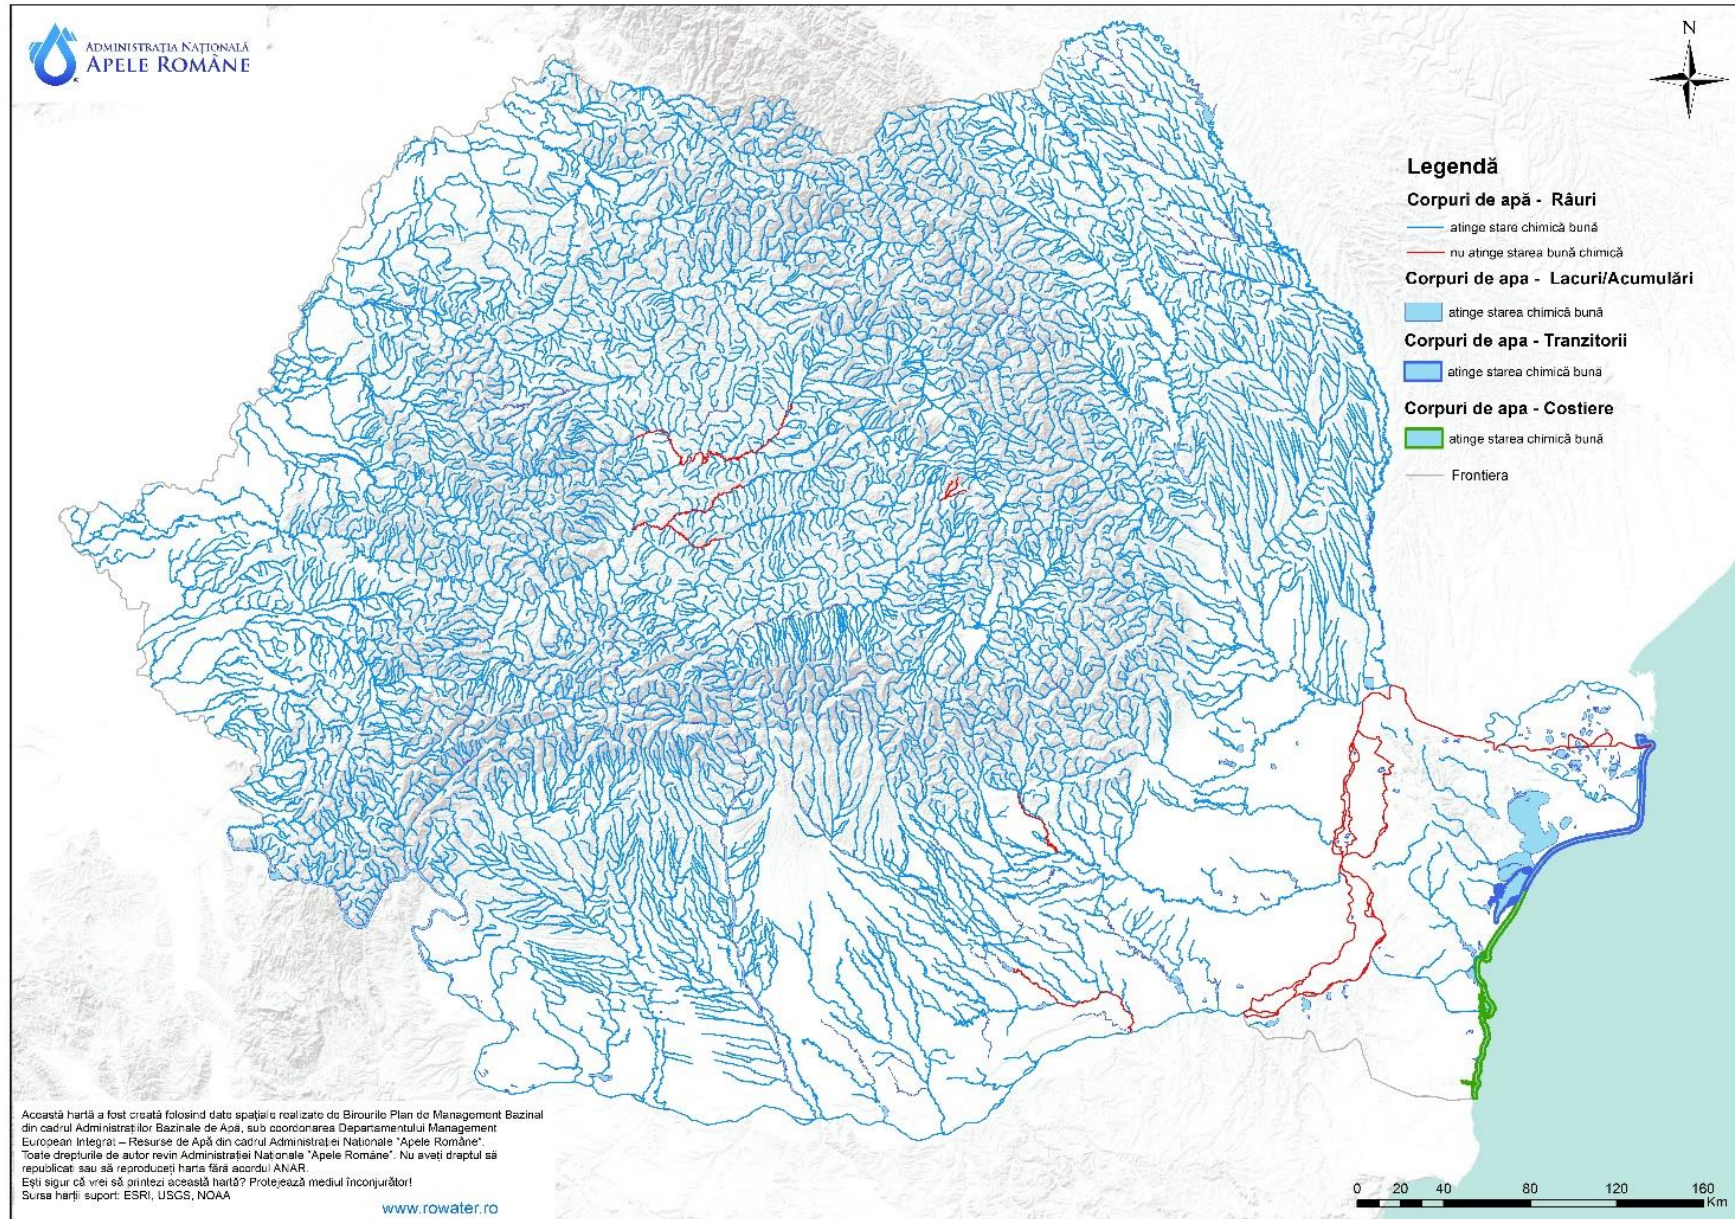 ADMINISTRAȚIA NAȚIONALĂ
APELE ROMÂNE
N
Legendă
Corpuri de apă - Râuri
atinge stare chimică bună
nu atinge starea bună chimică
Corpuri de apa - Lacuri/Acumulări
atinge starea chimică bună
Corpuri de apa - Tranzitorii
atinge starea chimică bună
Corpuri de apa - Costiere
atinge starea chimică bună
Frontiera
Această hartă a fost creată folosind date spațiale realizate de Birourile Plan de Management Bazinal
din cadrul Administrațiilor Bazinale de Apă, sub coordonarea Departamentului Management
European Integrat – Resurse de Apă din cadrul Administrației Naționale "Apele Române".
Toate drepturile de autor revin Administrației Naționale "Apele Române". Nu aveți dreptul să
republicați sau să reproduceți harta fără acordul ANAR.
Ești sigur că vrei să printezi această hartă? Protejează mediul înconjurător!
Sursa hărții suport: ESRI, USGS, NOAA
www.rowater.ro
0 20 40 80 120 160
Km